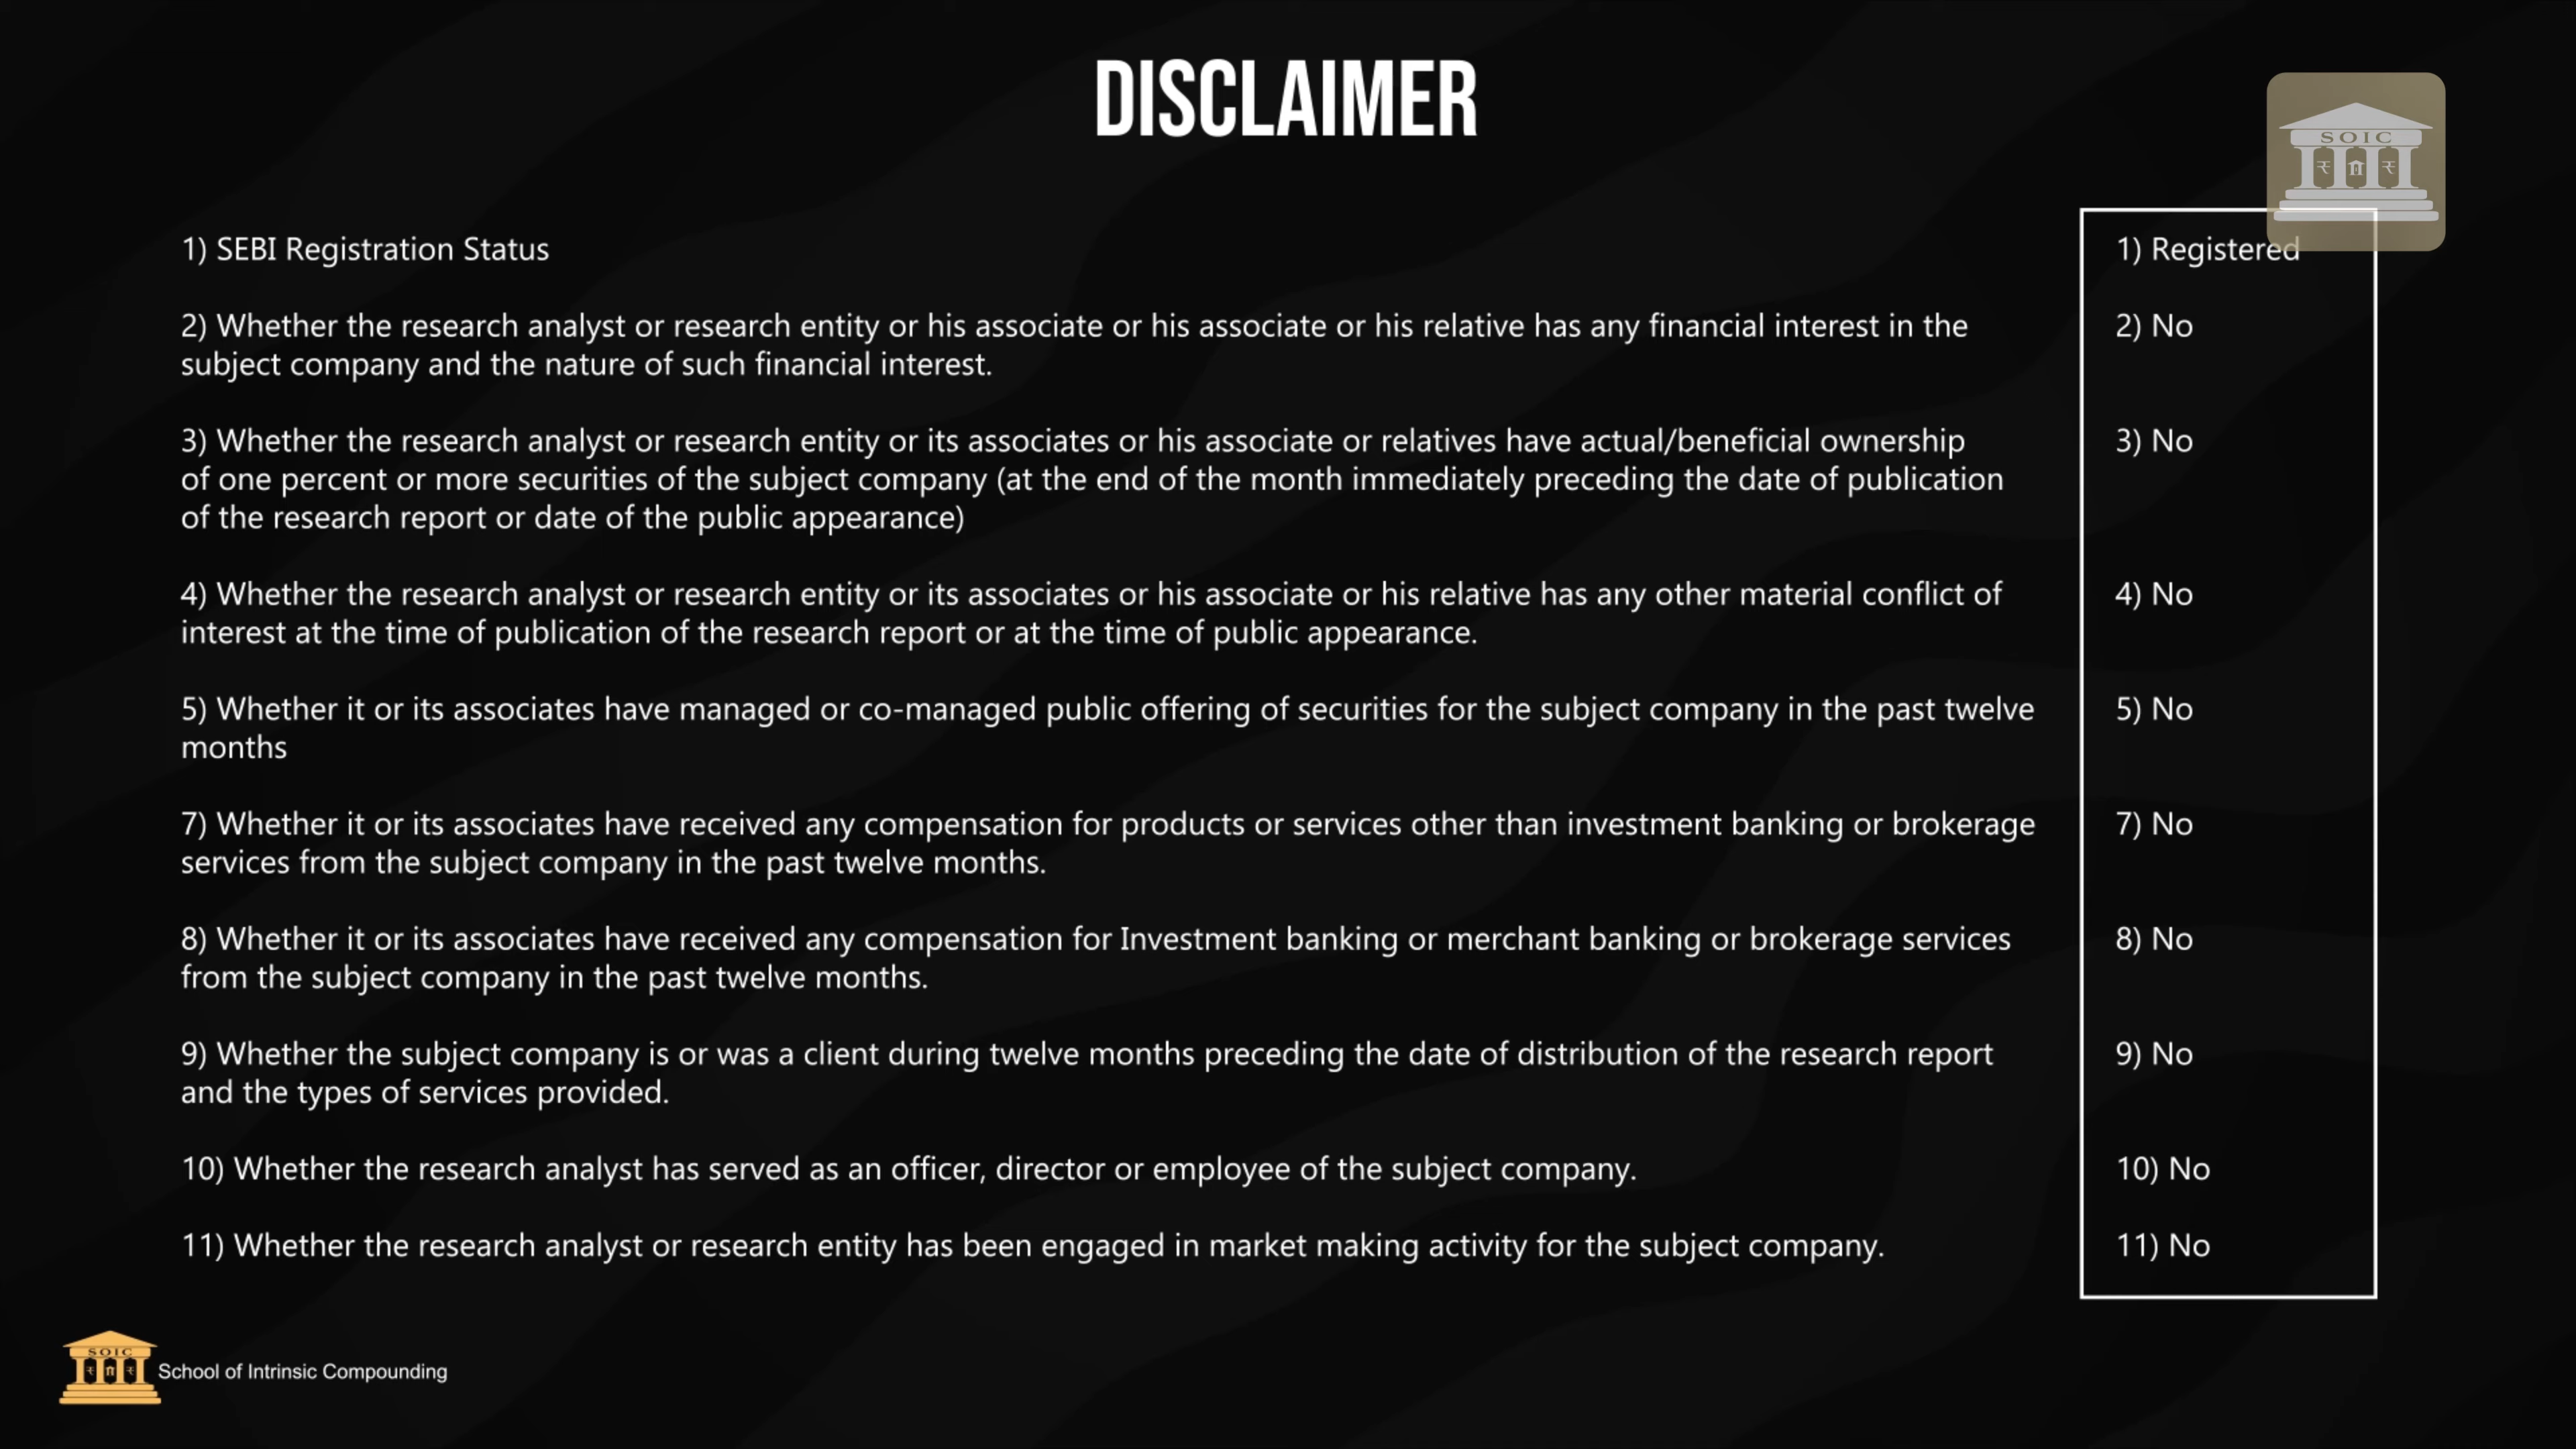 DISCLAIMER
SOIC
1) SEBI Registration Status
1) Registered
2) Whether the research analyst or research entity or his associate or his associate or his relative has any financial interest in the
subject company and the nature of such financial interest.
2) No
3) Whether the research analyst or research entity or its associates or his associate or relatives have actual/beneficial ownership
of one percent or more securities of the subject company (at the end of the month immediately preceding the date of publication
of the research report or date of the public appearance)
3) No
4) Whether the research analyst or research entity or its associates or his associate or his relative has any other material conflict of
interest at the time of publication of the research report or at the time of public appearance.
4) No
5) Whether it or its associates have managed or co-managed public offering of securities for the subject company in the past twelve
months
5) No
7) Whether it or its associates have received any compensation for products or services other than investment banking or brokerage
services from the subject company in the past twelve months.
7) No
8) Whether it or its associates have received any compensation for Investment banking or merchant banking or brokerage services
from the subject company in the past twelve months.
8) No
9) Whether the subject company is or was a client during twelve months preceding the date of distribution of the research report
and the types of services provided.
9) No
10) Whether the research analyst has served as an officer, director or employee of the subject company.
10) No
11) Whether the research analyst or research entity has been engaged in market making activity for the subject company.
11) No
SOIC
School of Intrinsic Compounding